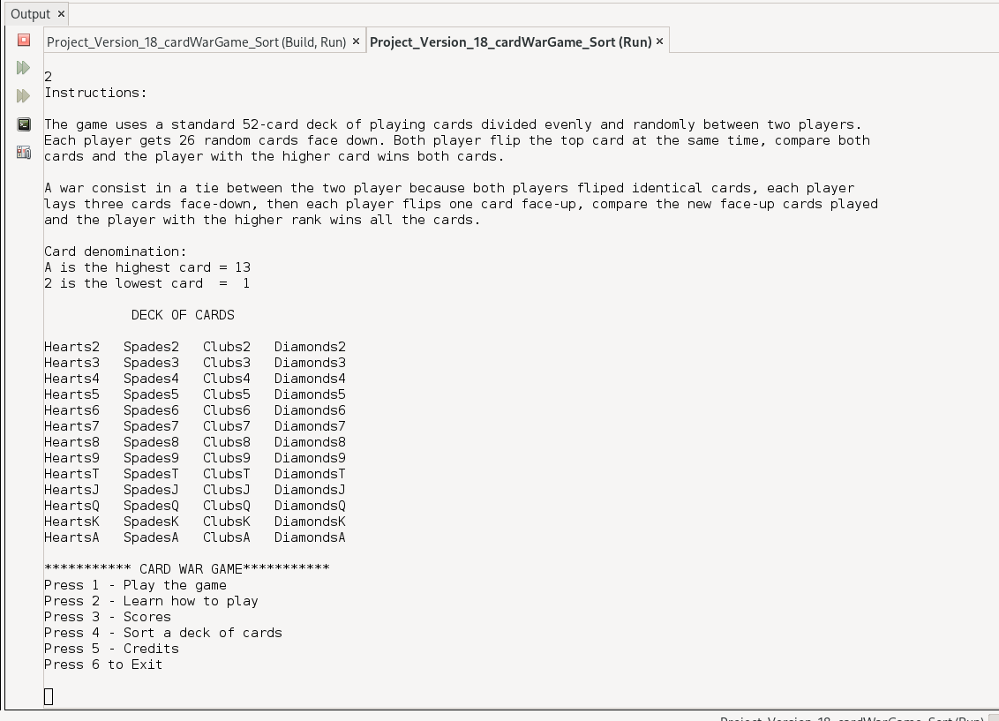 Output ×
Project_Version_18_cardWarGame_Sort (Build, Run) × Project_Version_18_cardWarGame_Sort (Run) ×
2
Instructions:
The game uses a standard 52-card deck of playing cards divided evenly and randomly between two players.
Each player gets 26 random cards face down. Both player flip the top card at the same time, compare both
cards and the player with the higher card wins both cards.
A war consist in a tie between the two player because both players fliped identical cards, each player
lays three cards face-down, then each player flips one card face-up, compare the new face-up cards played
and the player with the higher rank wins all the cards.
Card denomination:
A is the highest card = 13
2 is the lowest card  =  1
DECK OF CARDS
Hearts2   Spades2   Clubs2   Diamonds2
Hearts3   Spades3   Clubs3   Diamonds3
Hearts4   Spades4   Clubs4   Diamonds4
Hearts5   Spades5   Clubs5   Diamonds5
Hearts6   Spades6   Clubs6   Diamonds6
Hearts7   Spades7   Clubs7   Diamonds7
Hearts8   Spades8   Clubs8   Diamonds8
Hearts9   Spades9   Clubs9   Diamonds9
HeartsT   SpadesT   ClubsT   DiamondsT
HeartsJ   SpadesJ   ClubsJ   DiamondsJ
HeartsQ   SpadesQ   ClubsQ   DiamondsQ
HeartsK   SpadesK   ClubsK   DiamondsK
HeartsA   SpadesA   ClubsA   DiamondsA
*********** CARD WAR GAME***********
Press 1 - Play the game
Press 2 - Learn how to play
Press 3 - Scores
Press 4 - Sort a deck of cards
Press 5 - Credits
Press 6 to Exit
Project_Version_18_cardWarGame_Sort (Run)